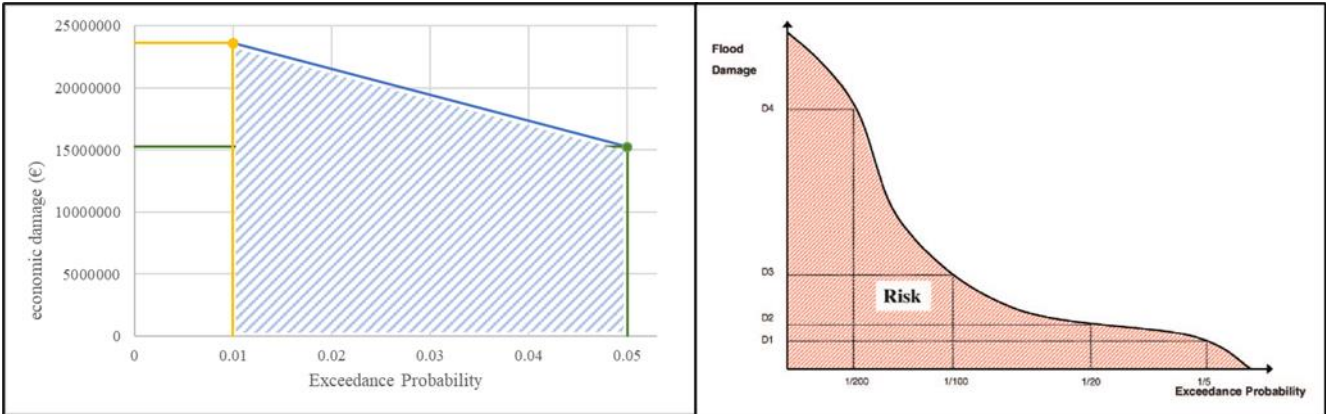 25000000
20000000
15000000
10000000
5000000
0
economic damage (€)
0 0.01 0.02 0.03 0.04 0.05
Exceedance Probability
Flood
Damage
D4
D3
Risk
D2
D1
1/200 1/100 1/20 1/5
Exceedance Probability